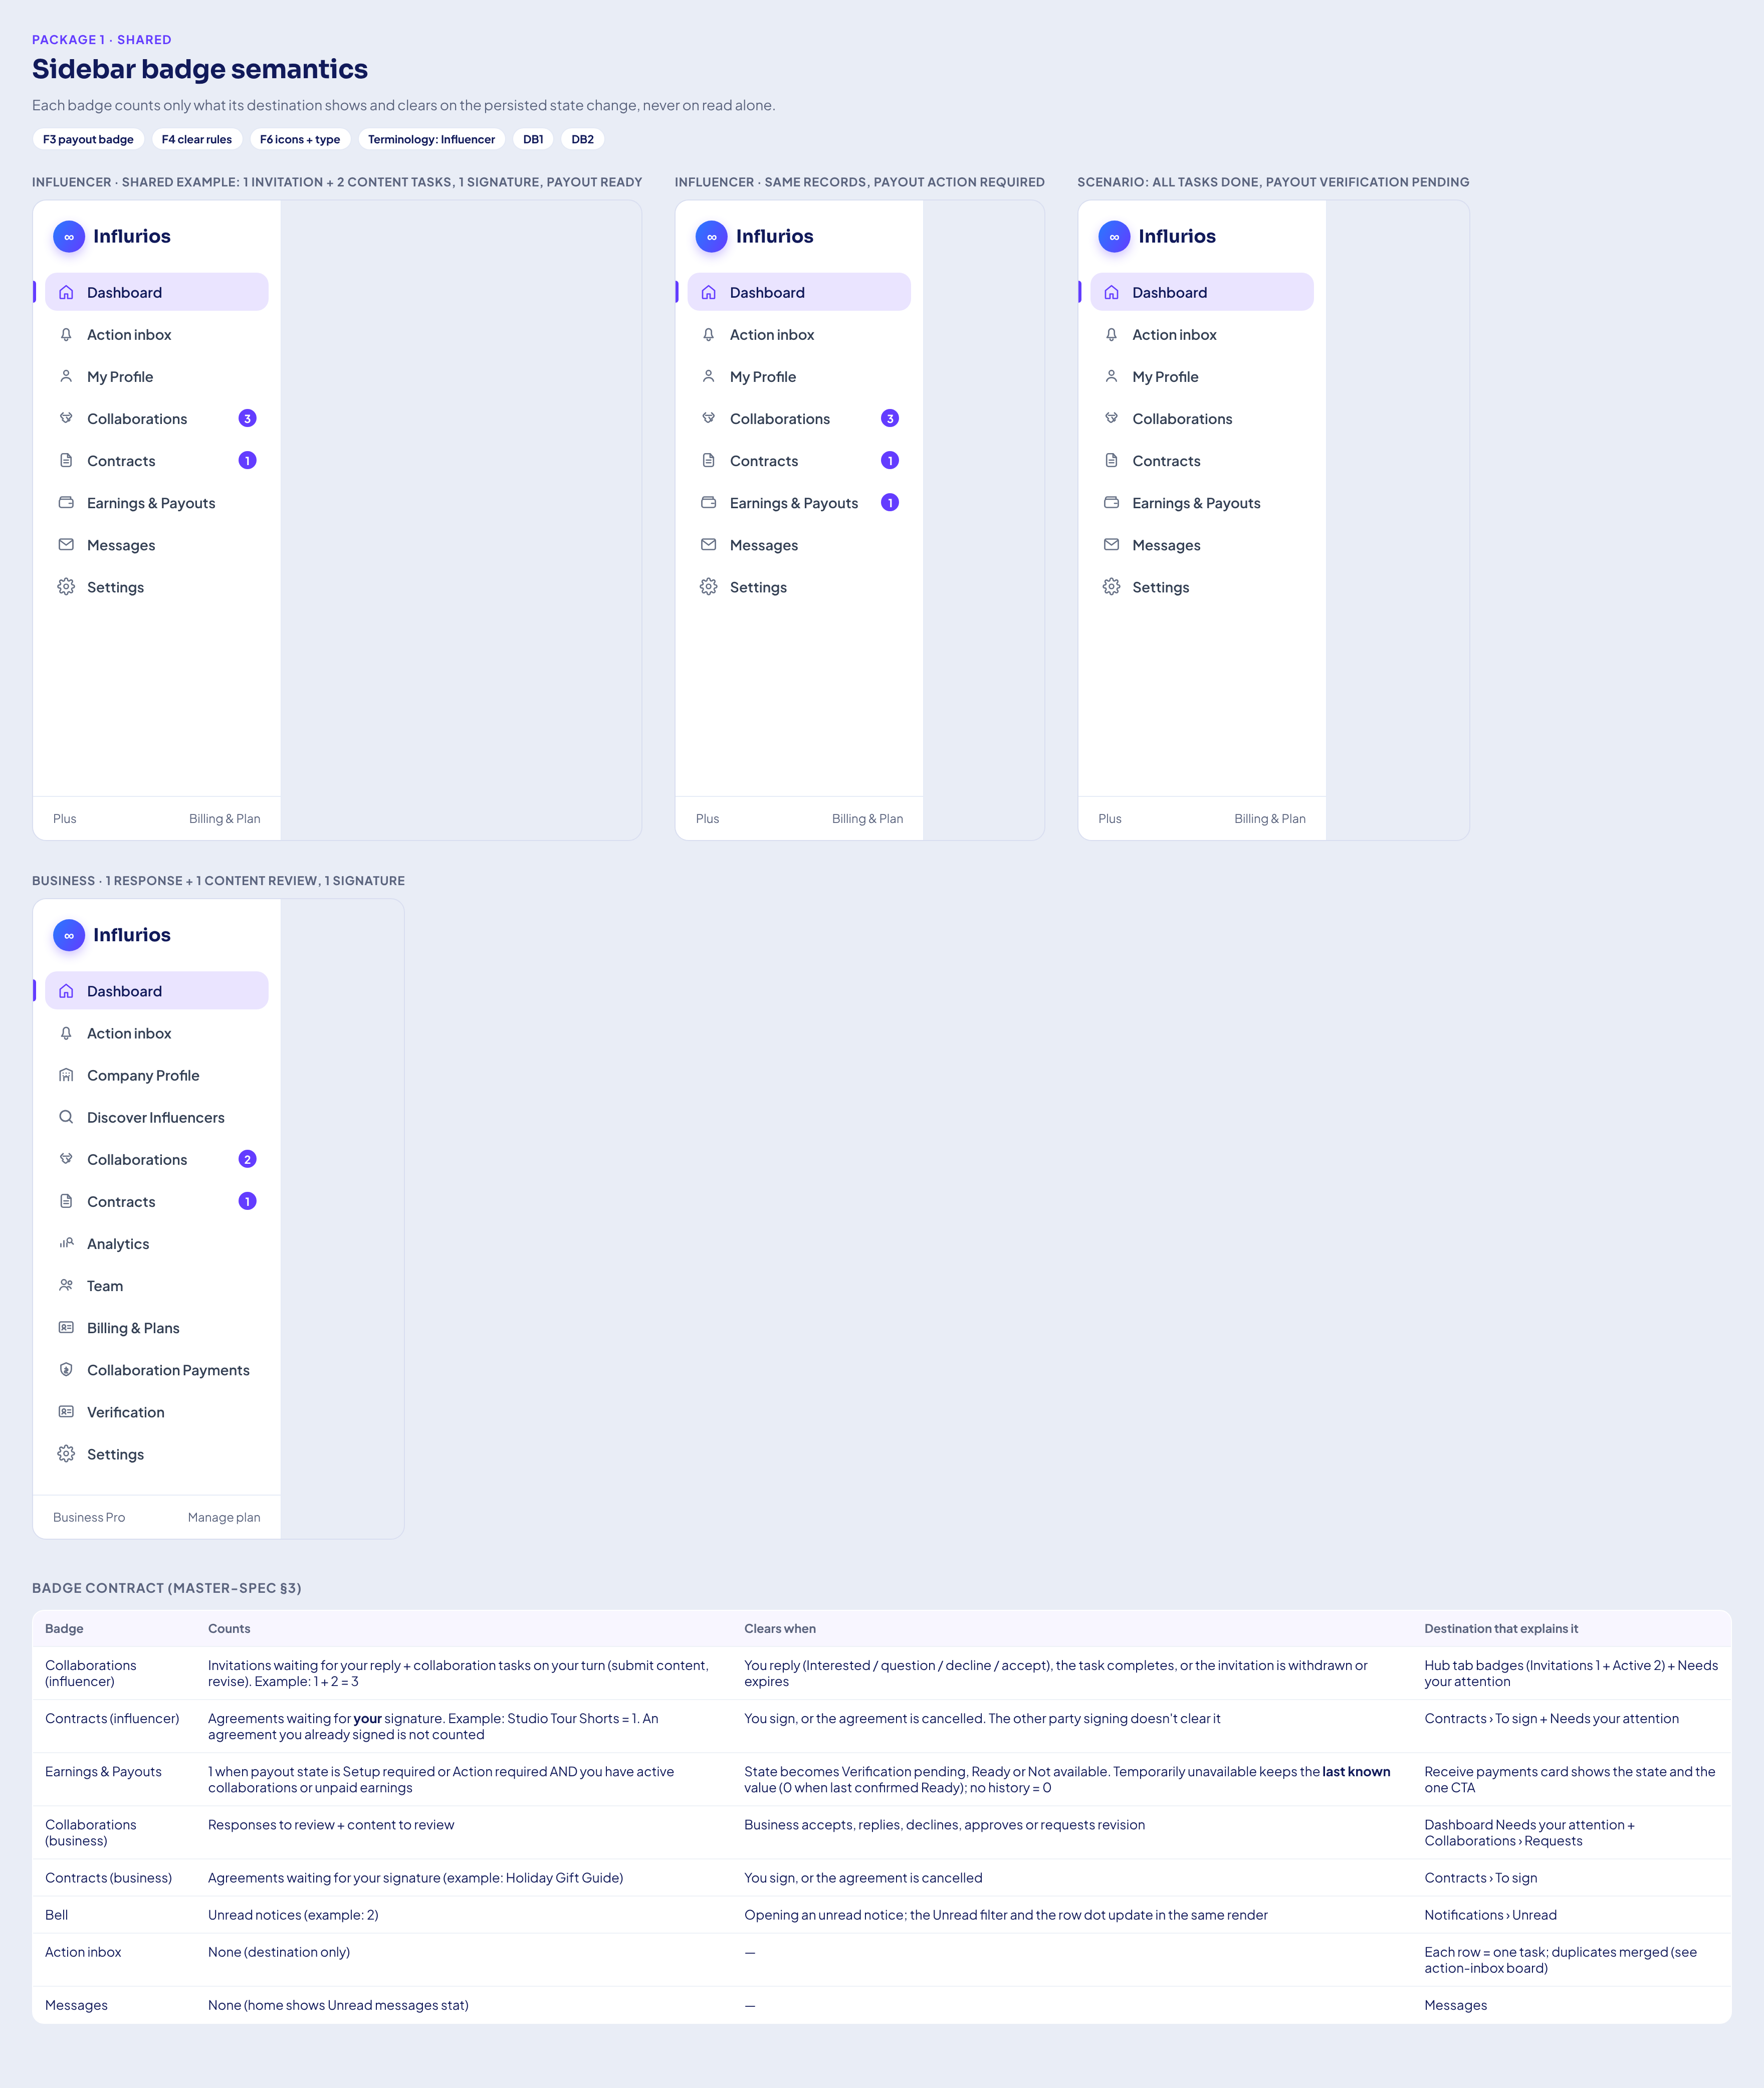 PACKAGE 1 · SHARED
Sidebar badge semantics
Each badge counts only what its destination shows and clears on the persisted state change, never on read alone.
F3 payout badge
F4 clear rules
F6 icons + type
Terminology: Influencer
DB1
DB2
INFLUENCER · SHARED EXAMPLE: 1 INVITATION + 2 CONTENT TASKS, 1 SIGNATURE, PAYOUT READY
∞ Influrios
Dashboard
Action inbox
My Profile
Collaborations 3
Contracts 1
Earnings & Payouts
Messages
Settings
Plus Billing & Plan
INFLUENCER · SAME RECORDS, PAYOUT ACTION REQUIRED
∞ Influrios
Dashboard
Action inbox
My Profile
Collaborations 3
Contracts 1
Earnings & Payouts 1
Messages
Settings
Plus Billing & Plan
SCENARIO: ALL TASKS DONE, PAYOUT VERIFICATION PENDING
∞ Influrios
Dashboard
Action inbox
My Profile
Collaborations
Contracts
Earnings & Payouts
Messages
Settings
Plus Billing & Plan
BUSINESS · 1 RESPONSE + 1 CONTENT REVIEW, 1 SIGNATURE
∞ Influrios
Dashboard
Action inbox
Company Profile
Discover Influencers
Collaborations 2
Contracts 1
Analytics
Team
Billing & Plans
Collaboration Payments
Verification
Settings
Business Pro Manage plan
BADGE CONTRACT (MASTER-SPEC §3)
Badge Counts Clears when Destination that explains it
Collaborations
(influencer)
Invitations waiting for your reply + collaboration tasks on your turn (submit content,
revise). Example: 1 + 2 = 3
You reply (Interested / question / decline / accept), the task completes, or the invitation is withdrawn or
expires
Hub tab badges (Invitations 1 + Active 2) + Needs
your attention
Contracts (influencer)
Agreements waiting for your signature. Example: Studio Tour Shorts = 1. An
agreement you already signed is not counted
You sign, or the agreement is cancelled. The other party signing doesn't clear it
Contracts › To sign + Needs your attention
Earnings & Payouts
1 when payout state is Setup required or Action required AND you have active
collaborations or unpaid earnings
State becomes Verification pending, Ready or Not available. Temporarily unavailable keeps the last known
value (0 when last confirmed Ready); no history = 0
Receive payments card shows the state and the
one CTA
Collaborations
(business)
Responses to review + content to review
Business accepts, replies, declines, approves or requests revision
Dashboard Needs your attention +
Collaborations › Requests
Contracts (business)
Agreements waiting for your signature (example: Holiday Gift Guide)
You sign, or the agreement is cancelled
Contracts › To sign
Bell
Unread notices (example: 2)
Opening an unread notice; the Unread filter and the row dot update in the same render
Notifications › Unread
Action inbox
None (destination only)
—
Each row = one task; duplicates merged (see
action-inbox board)
Messages
None (home shows Unread messages stat)
—
Messages